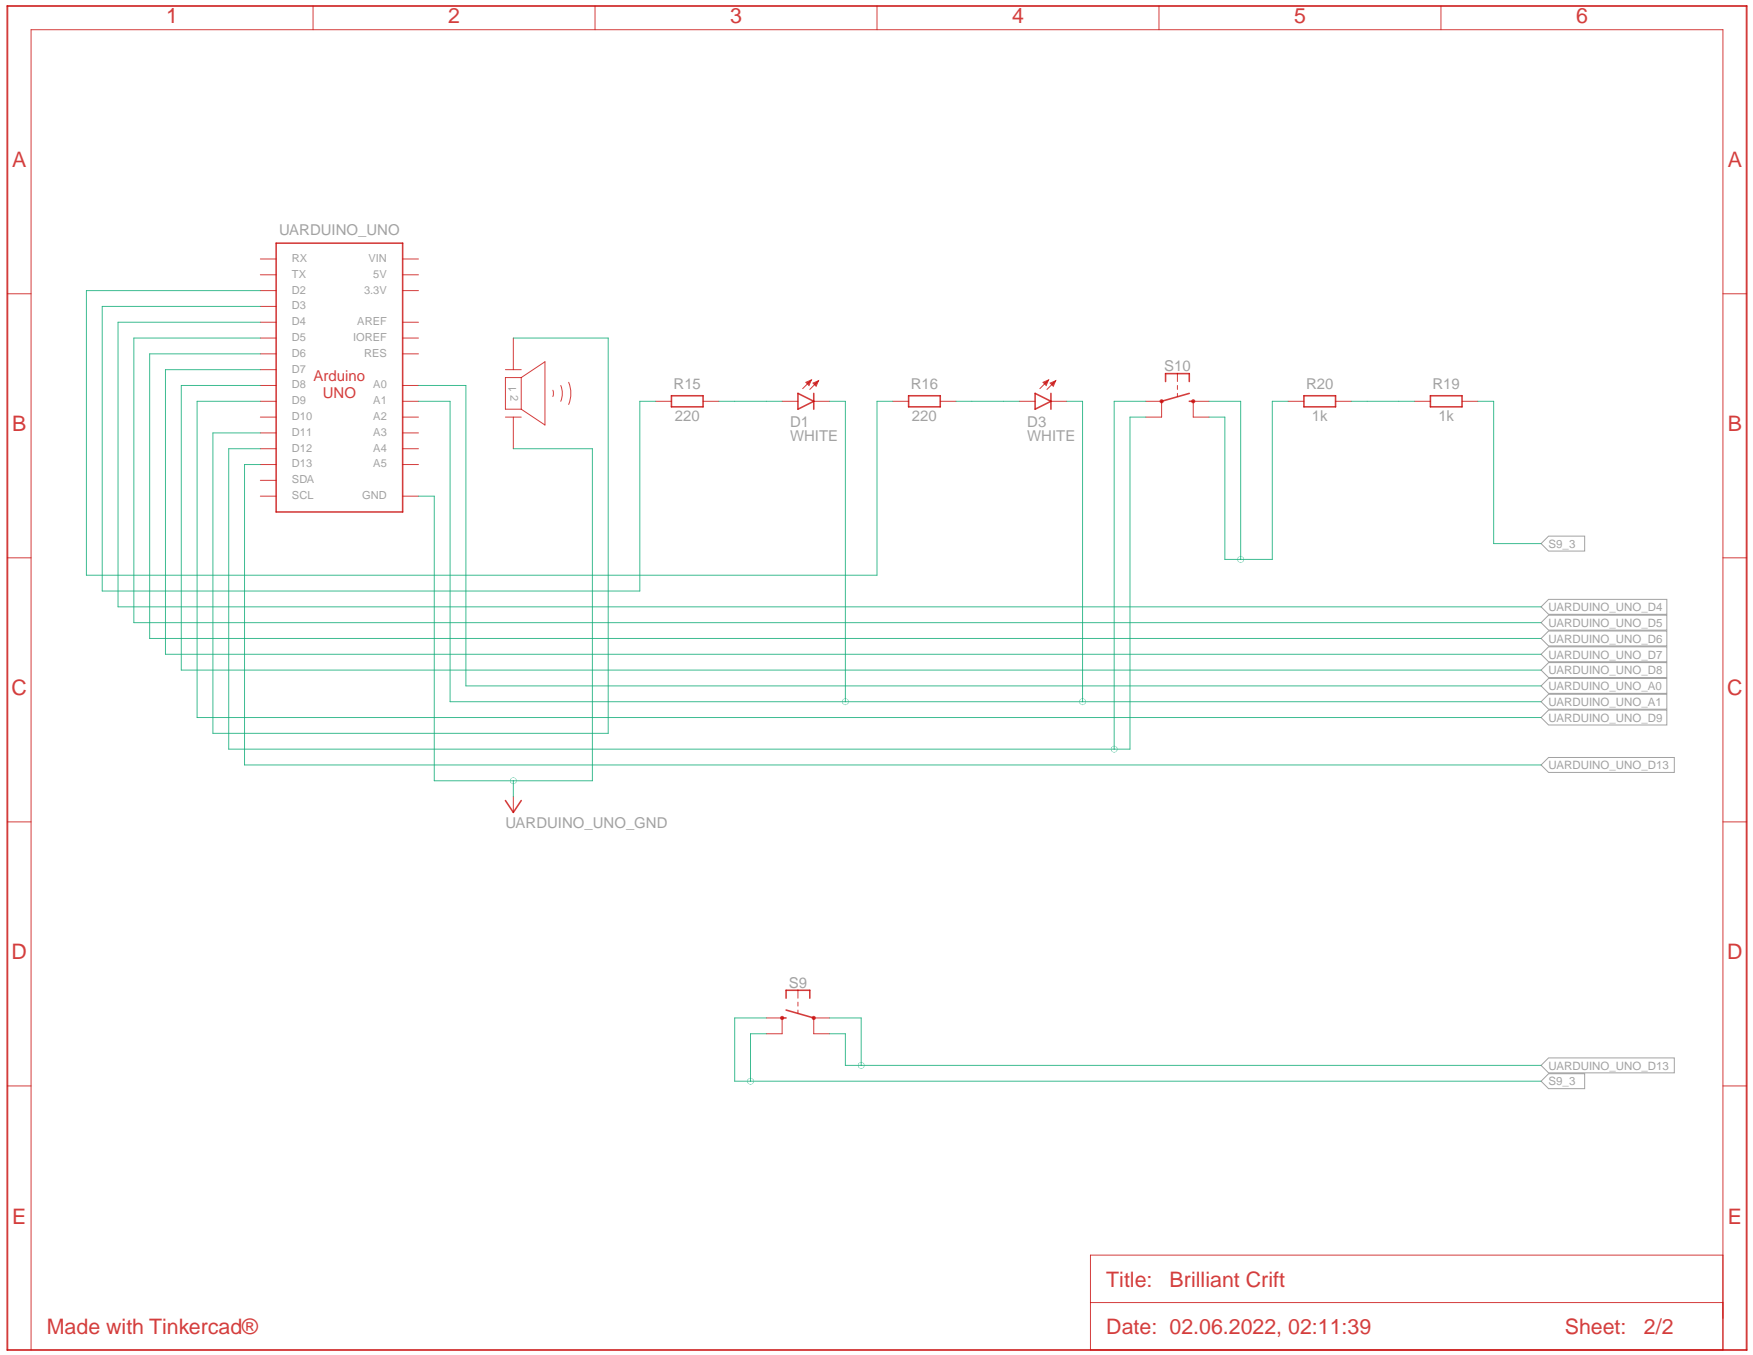 1 2 3 4 5 6
A A
UARDUINO_UNO
RX VIN
TX 5V
D2 3.3V
D3
D4 AREF
D5 IOREF
D6 RES
D7
Arduino
UNO
D8 A0
D9 A1
D10 A2
D11 A3
D12 A4
D13 A5
SDA
SCL GND
1 2
R15
220
D1
WHITE
R16
220
D3
WHITE
S10
R20
1k
R19
1k
B B
S9_3
UARDUINO_UNO_D4
UARDUINO_UNO_D5
UARDUINO_UNO_D6
UARDUINO_UNO_D7
UARDUINO_UNO_D8
UARDUINO_UNO_A0
UARDUINO_UNO_A1
UARDUINO_UNO_D9
C C
UARDUINO_UNO_D13
UARDUINO_UNO_GND
D D
S9
UARDUINO_UNO_D13
S9_3
E E
Title: Brilliant Crift
Made with Tinkercad®
Date: 02.06.2022, 02:11:39 Sheet: 2/2